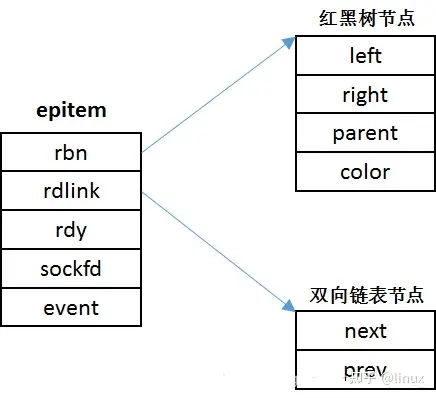 红黑树节点
left
right
parent
color
epitem
rbn
rdlink
rdy
sockfd
event
双向链表节点
next
prev
知乎 @linux